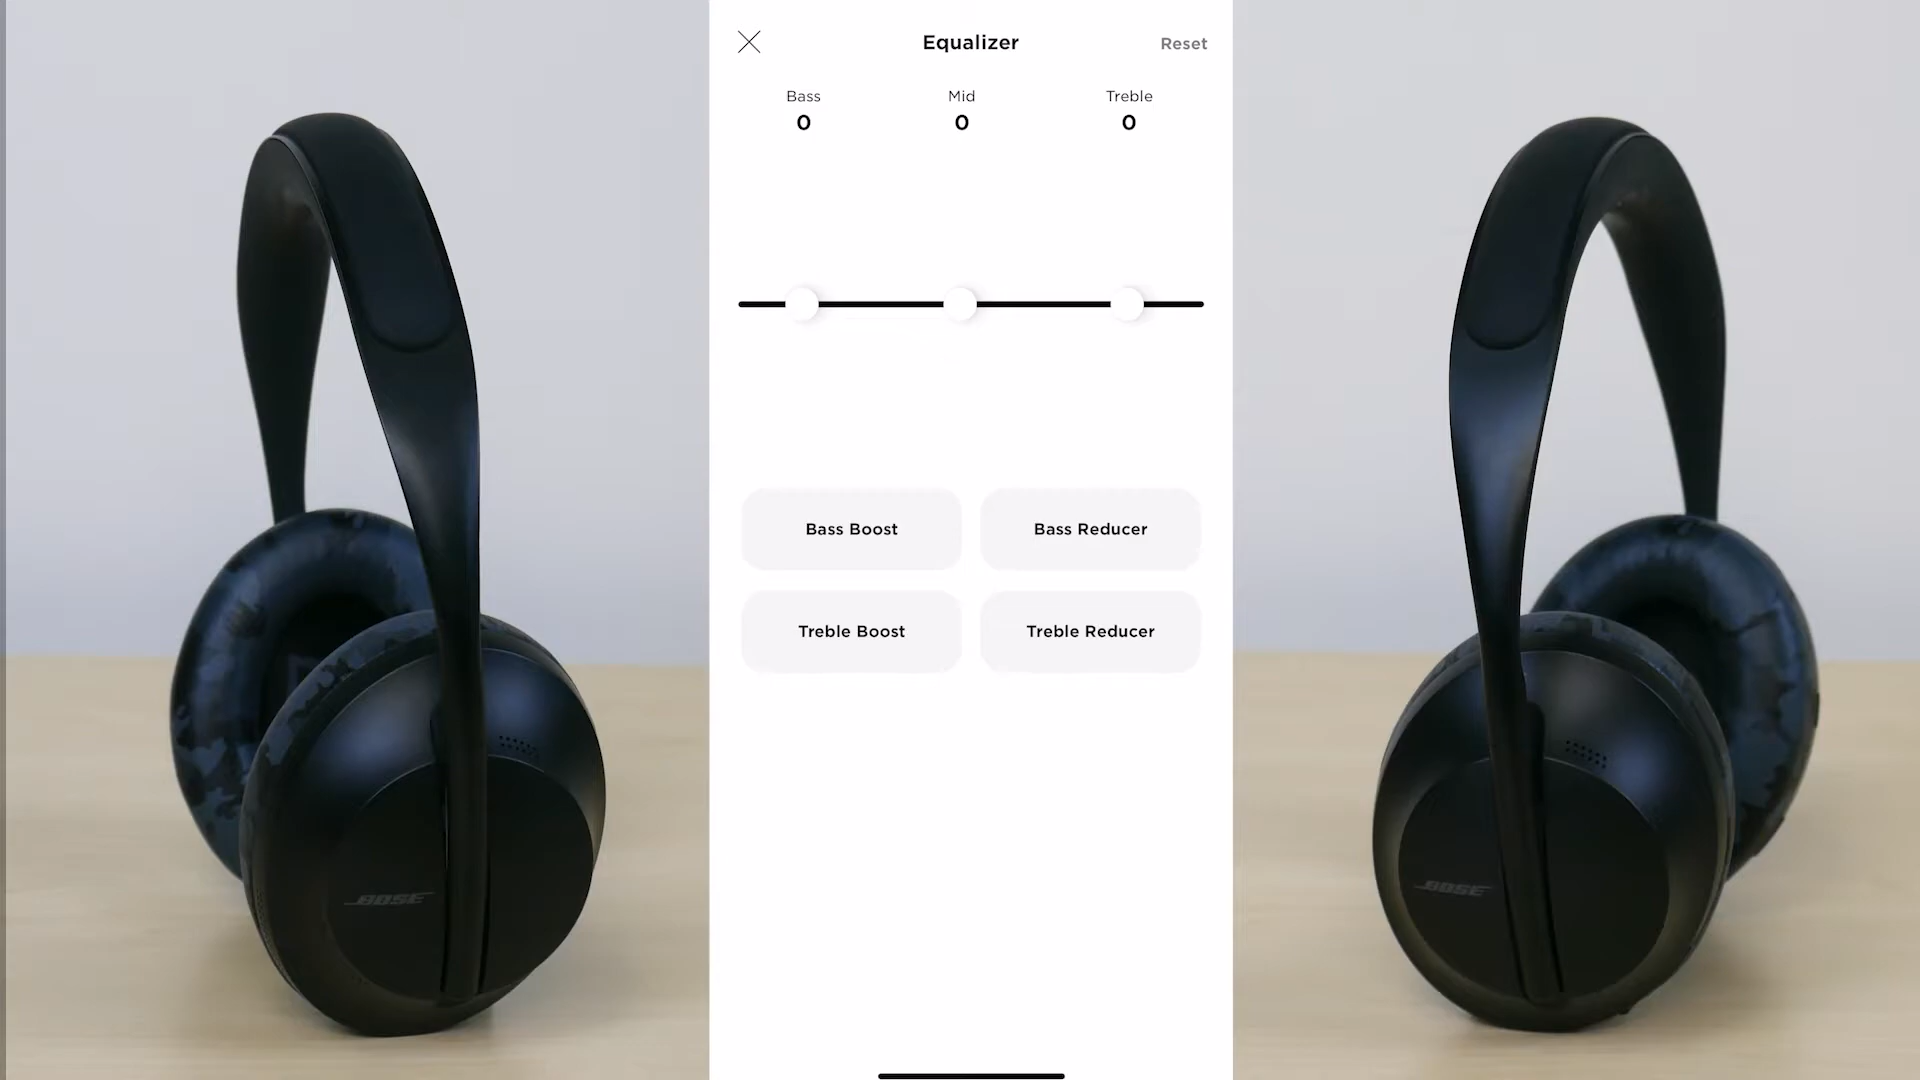 Equalizer
Reset
Bass
Mid
Treble
0
0
0
Bass Boost
Bass Reducer
Treble Boost
Treble Reducer
BOSE
BOSE